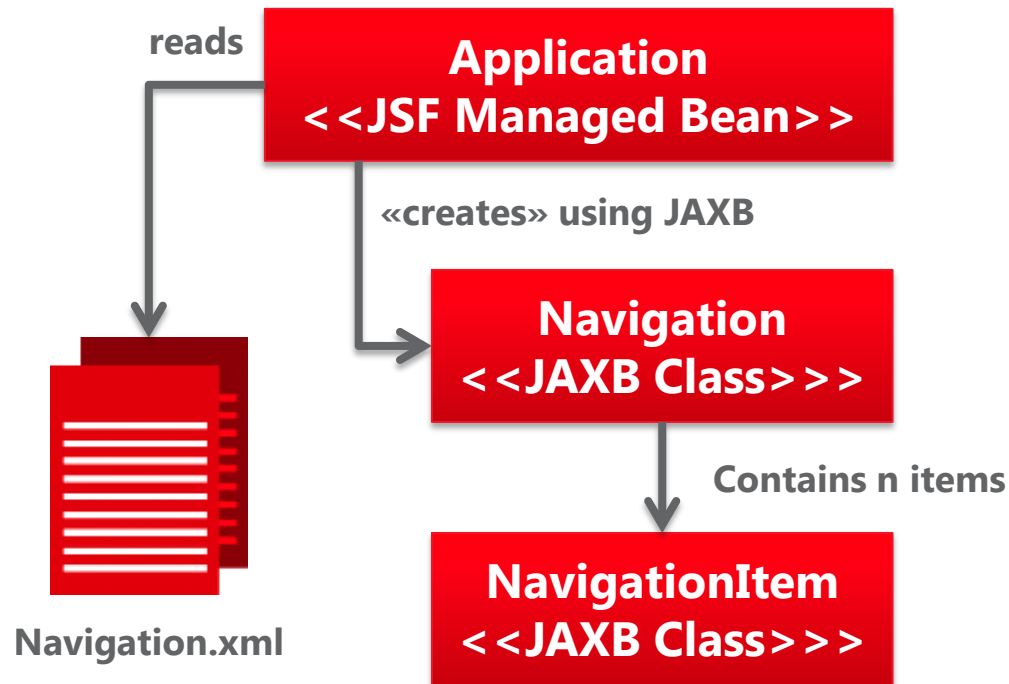 reads
Application
<<JSF Managed Bean>>
«creates» using JAXB
Navigation
<<JAXB Class>>>
Contains n items
NavigationItem
<<JAXB Class>>>
Navigation.xml